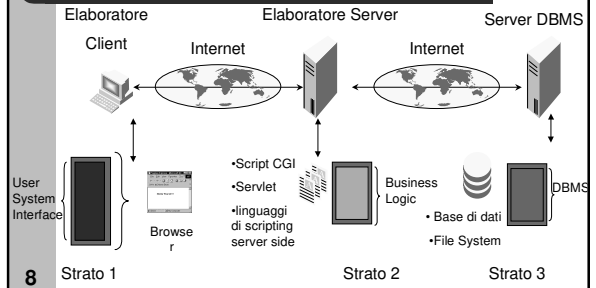 Elaboratore
Client
Elaboratore Server
Server DBMS
Internet
Internet
User
System
Interface
Browse
r
•Script CGI
•Servlet
•linguaggi
di scripting
server side
Business
Logic
• Base di dati
•File System
DBMS
8
Strato 1
Strato 2
Strato 3